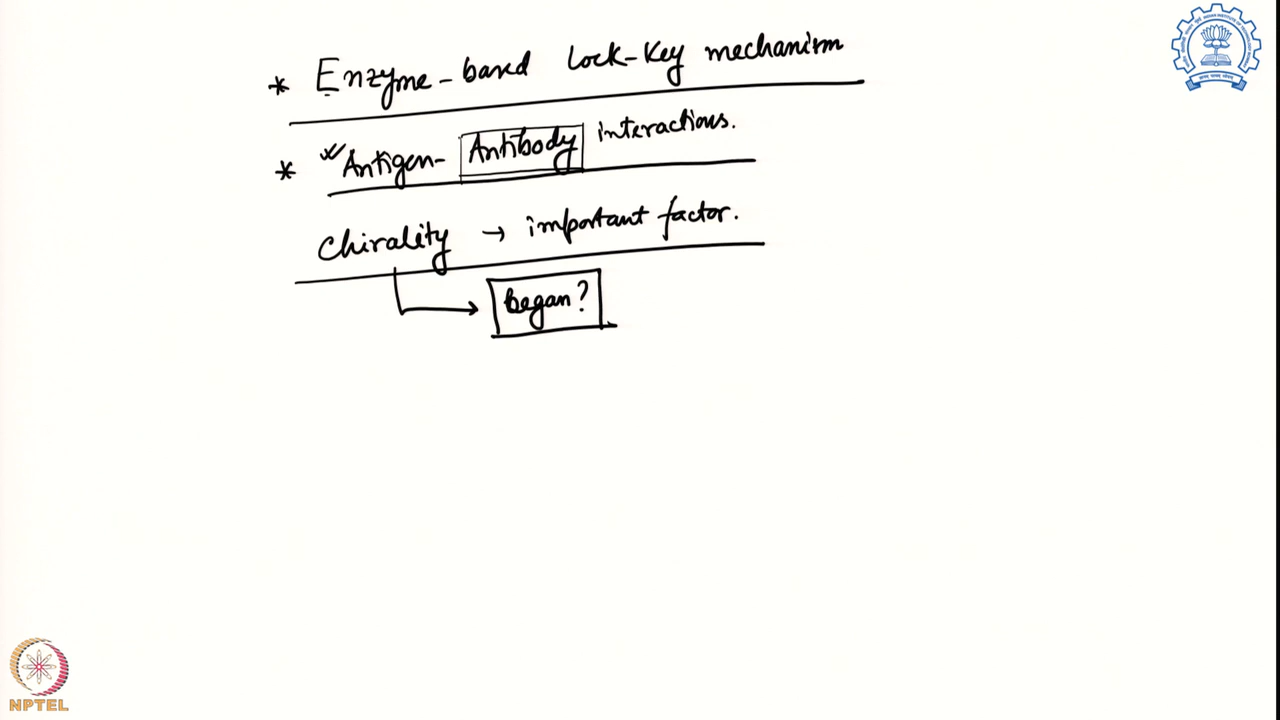 * Enzyme-based Lock-Key mechanism
* Antigen- Antibody interactions.
Chirality → important factor.
began?
NPTEL